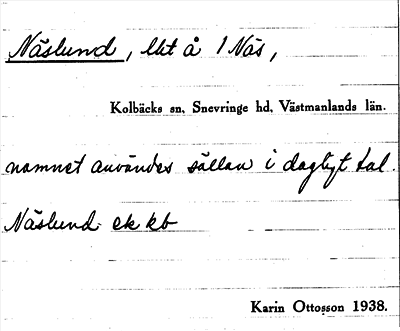 Näslund, lht å 1 Näs,
Kolbäcks sn, Snevringe hd, Västmanlands län.
namnet användes sällan i dagligt tal.
Näslund ek kb
Karin Ottosson 1938.